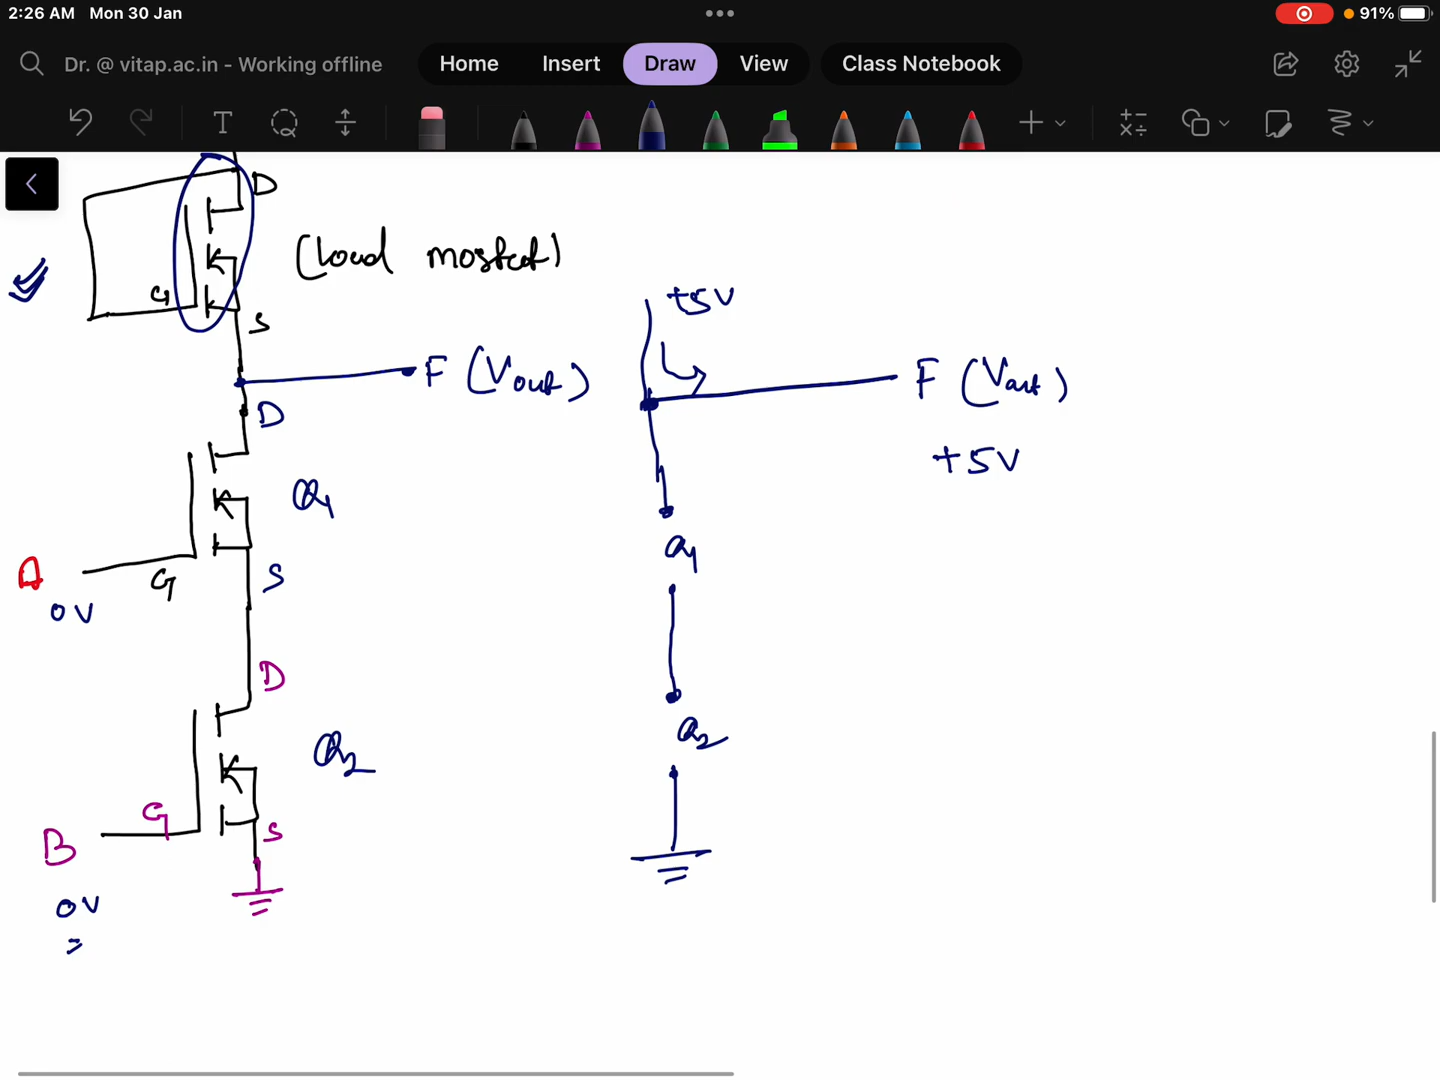 2:26 AM Mon 30 Jan
91%
Dr. @ vitap.ac.in - Working offline
Home Insert Draw View Class Notebook
T
D
(Load mosfet)
G
S
+5V
F (Vout)
F (Vout)
D
+5V
Q1
A
G
S
Q1
0V
D
Q2
Q2
G
S
B
0V